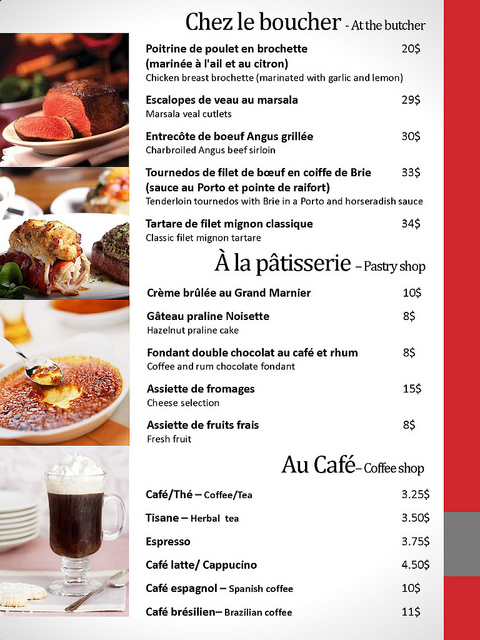 Chez le boucher - At the butcher
Poitrine de poulet en brochette 20$
(marinée à l'ail et au citron)
Chicken breast brochette (marinated with garlic and lemon)
Escalopes de veau au marsala 29$
Marsala veal cutlets
Entrecôte de boeuf Angus grillée 30$
Charbroiled Angus beef sirloin
Tournedos de filet de bœuf en coiffe de Brie 33$
(sauce au Porto et pointe de raifort)
Tenderloin tournedos with Brie in a Porto and horseradish sauce
Tartare de filet mignon classique 34$
Classic filet mignon tartare
À la pâtisserie – Pastry shop
Crème brûlée au Grand Marnier 10$
Gâteau praline Noisette 8$
Hazelnut praline cake
Fondant double chocolat au café et rhum 8$
Coffee and rum chocolate fondant
Assiette de fromages 15$
Cheese selection
Assiette de fruits frais 8$
Fresh fruit
Au Café– Coffee shop
Café/Thé – Coffee/Tea 3.25$
Tisane – Herbal tea 3.50$
Espresso 3.75$
Café latte/ Cappucino 4.50$
Café espagnol – Spanish coffee 10$
Café brésilien– Brazilian coffee 11$